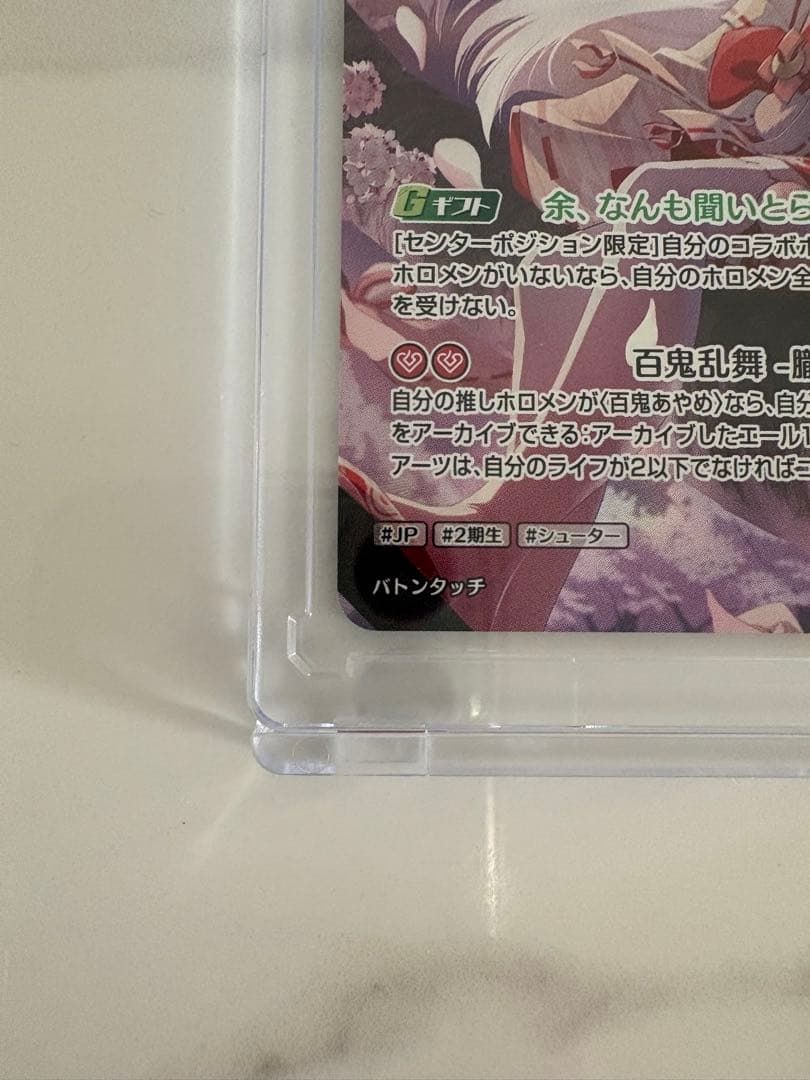 G ギフト 余、なんも聞いとら
[センターポジション限定]自分のコラボ
ホロメンがいないなら、自分のホロメン全
を受けない。
百鬼乱舞 -朧
自分の推しホロメンが〈百鬼あやめ〉なら、自分
をアーカイブできる:アーカイブしたエール1
アーツは、自分のライフが2以下でなければ
#JP #2期生 #シューター
バトンタッチ